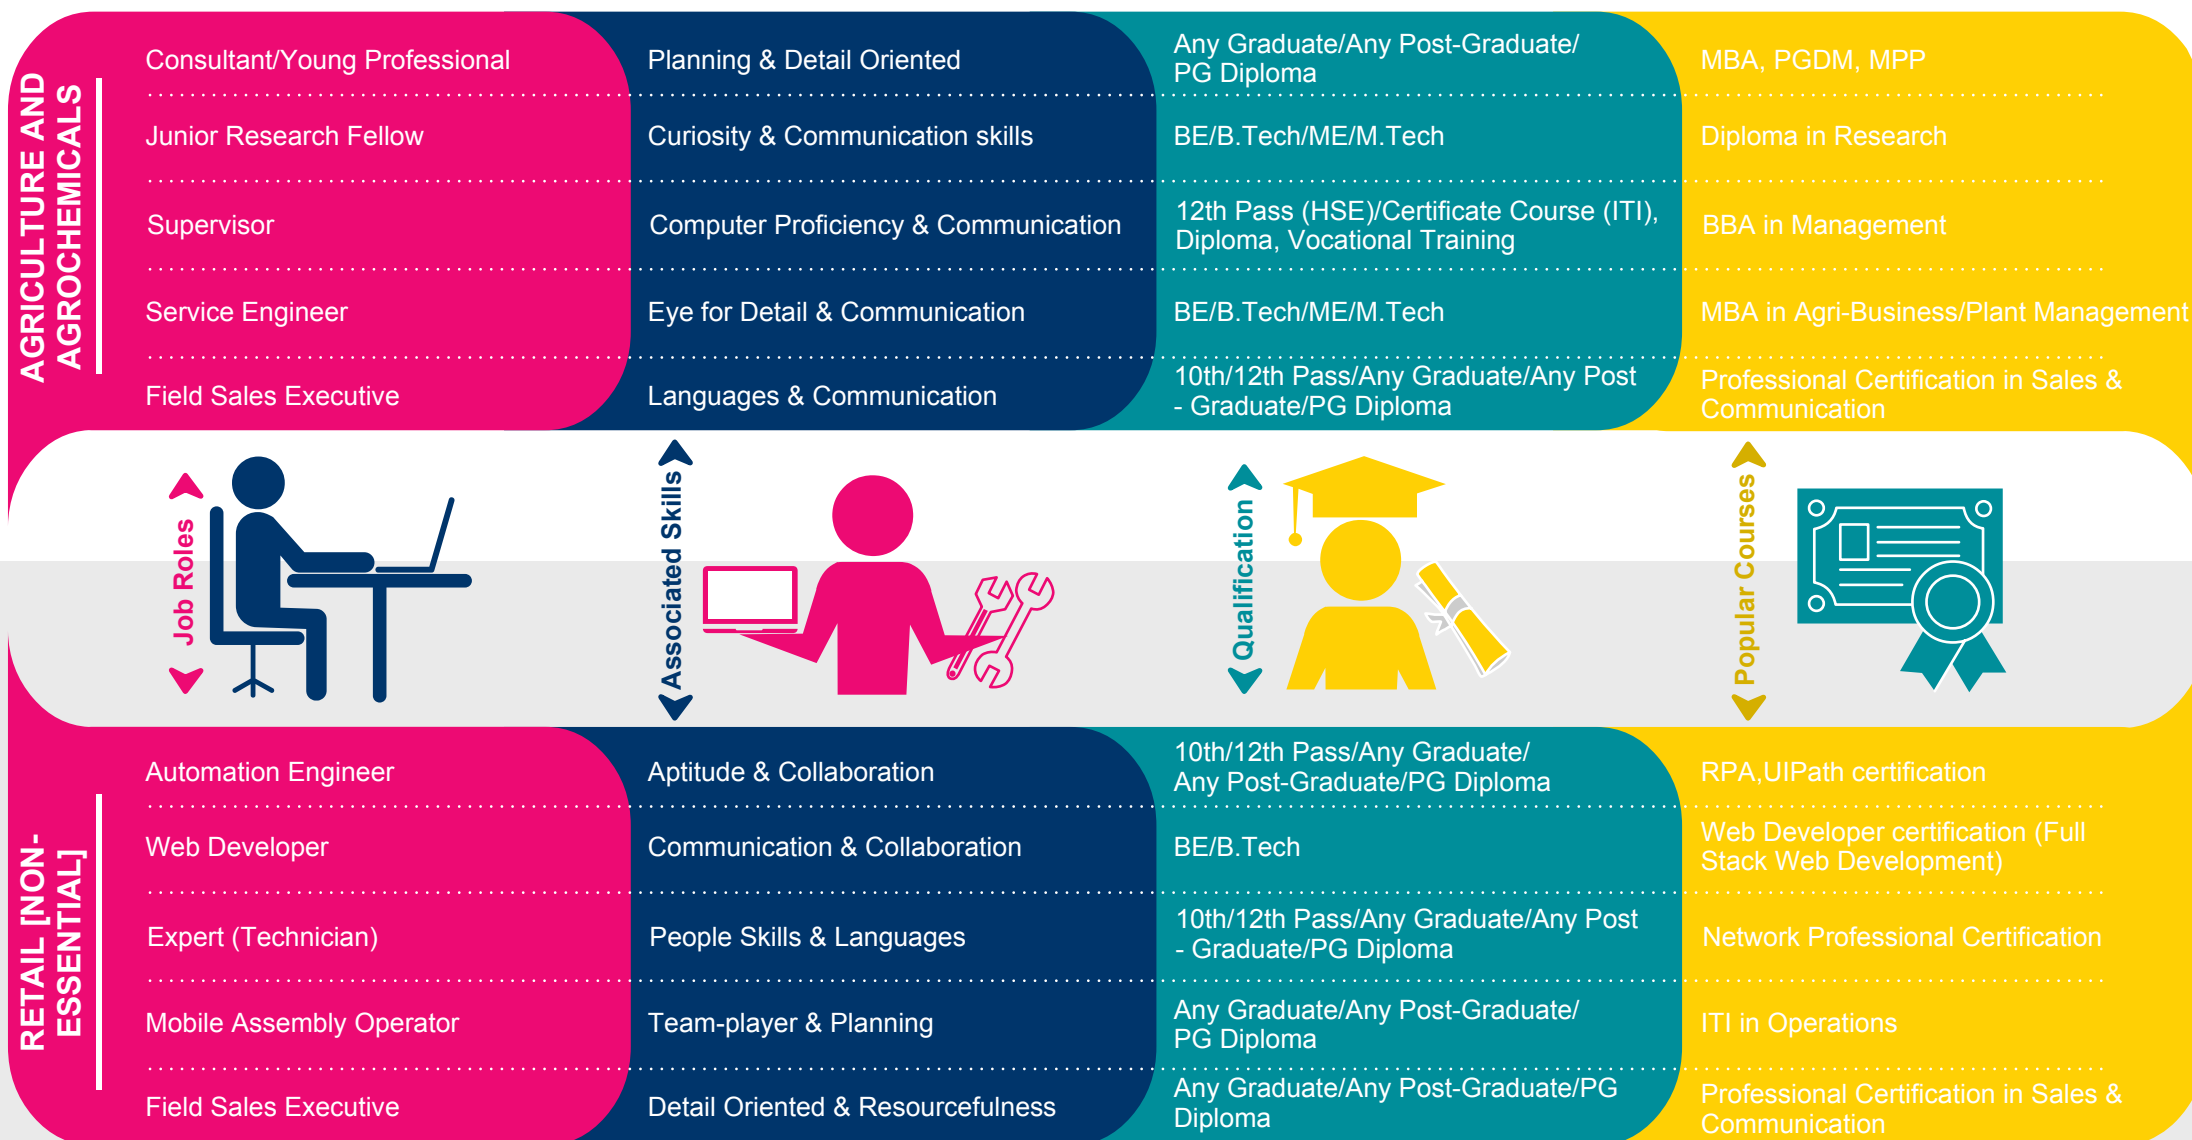 AGRICULTURE AND
AGROCHEMICALS
Consultant/Young Professional
Planning & Detail Oriented
Any Graduate/Any Post-Graduate/
PG Diploma
MBA, PGDM, MPP
Junior Research Fellow
Curiosity & Communication skills
BE/B.Tech/ME/M.Tech
Diploma in Research
Supervisor
Computer Proficiency & Communication
12th Pass (HSE)/Certificate Course (ITI),
Diploma, Vocational Training
BBA in Management
Service Engineer
Eye for Detail & Communication
BE/B.Tech/ME/M.Tech
MBA in Agri-Business/Plant Management
Field Sales Executive
Languages & Communication
10th/12th Pass/Any Graduate/Any Post
- Graduate/PG Diploma
Professional Certification in Sales &
Communication
Job Roles
Associated Skills
Qualification
Popular Courses
RETAIL [NON-
ESSENTIAL]
Automation Engineer
Aptitude & Collaboration
10th/12th Pass/Any Graduate/
Any Post-Graduate/PG Diploma
RPA,UIPath certification
Web Developer
Communication & Collaboration
BE/B.Tech
Web Developer certification (Full
Stack Web Development)
Expert (Technician)
People Skills & Languages
10th/12th Pass/Any Graduate/Any Post
- Graduate/PG Diploma
Network Professional Certification
Mobile Assembly Operator
Team-player & Planning
Any Graduate/Any Post-Graduate/
PG Diploma
ITI in Operations
Field Sales Executive
Detail Oriented & Resourcefulness
Any Graduate/Any Post-Graduate/PG
Diploma
Professional Certification in Sales &
Communication